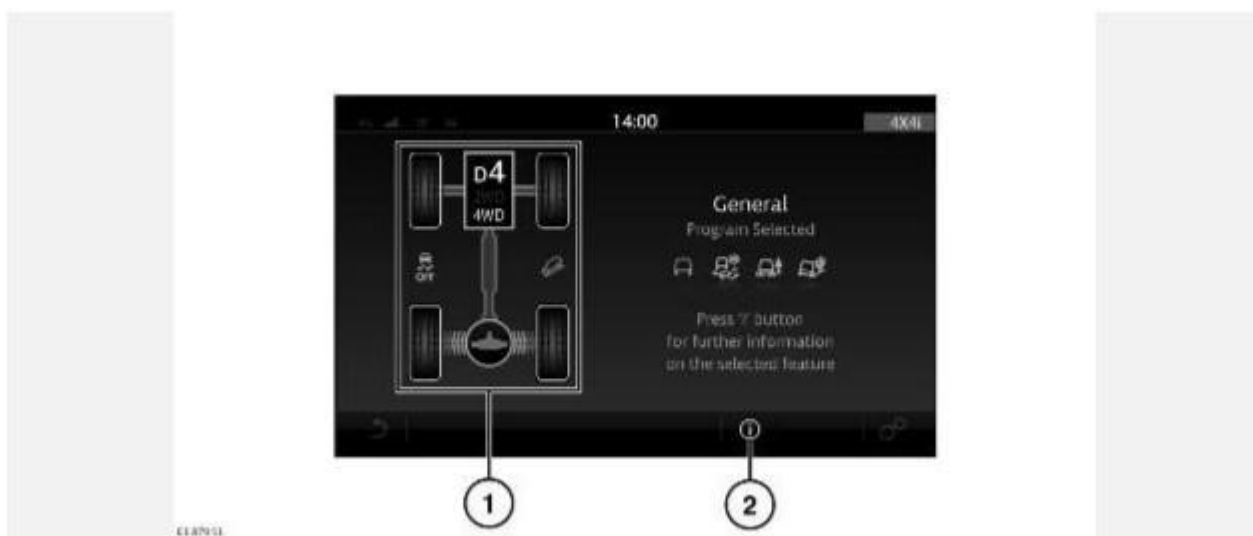 14:00
4X4i
D4
2WD
4WD
OFF
General
Program Selected
Press 'i' button
for further information
on the selected feature
1
2